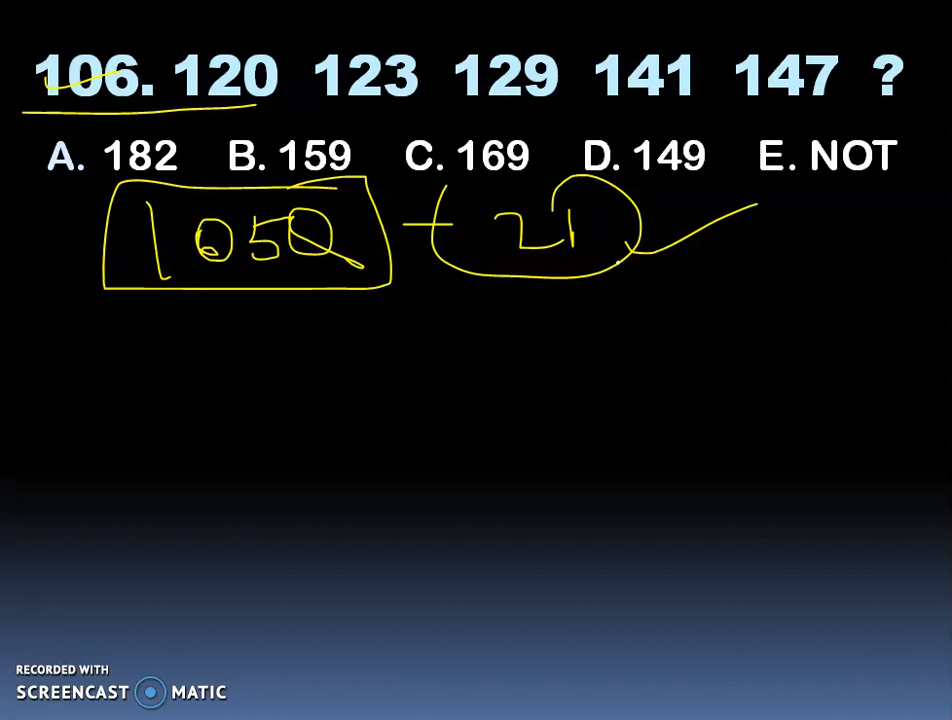 106. 120 123 129 141 147 ?
A. 182 B. 159 C. 169 D. 149 E. NOT
1050 - 21
RECORDED WITH
SCREENCAST MATIC